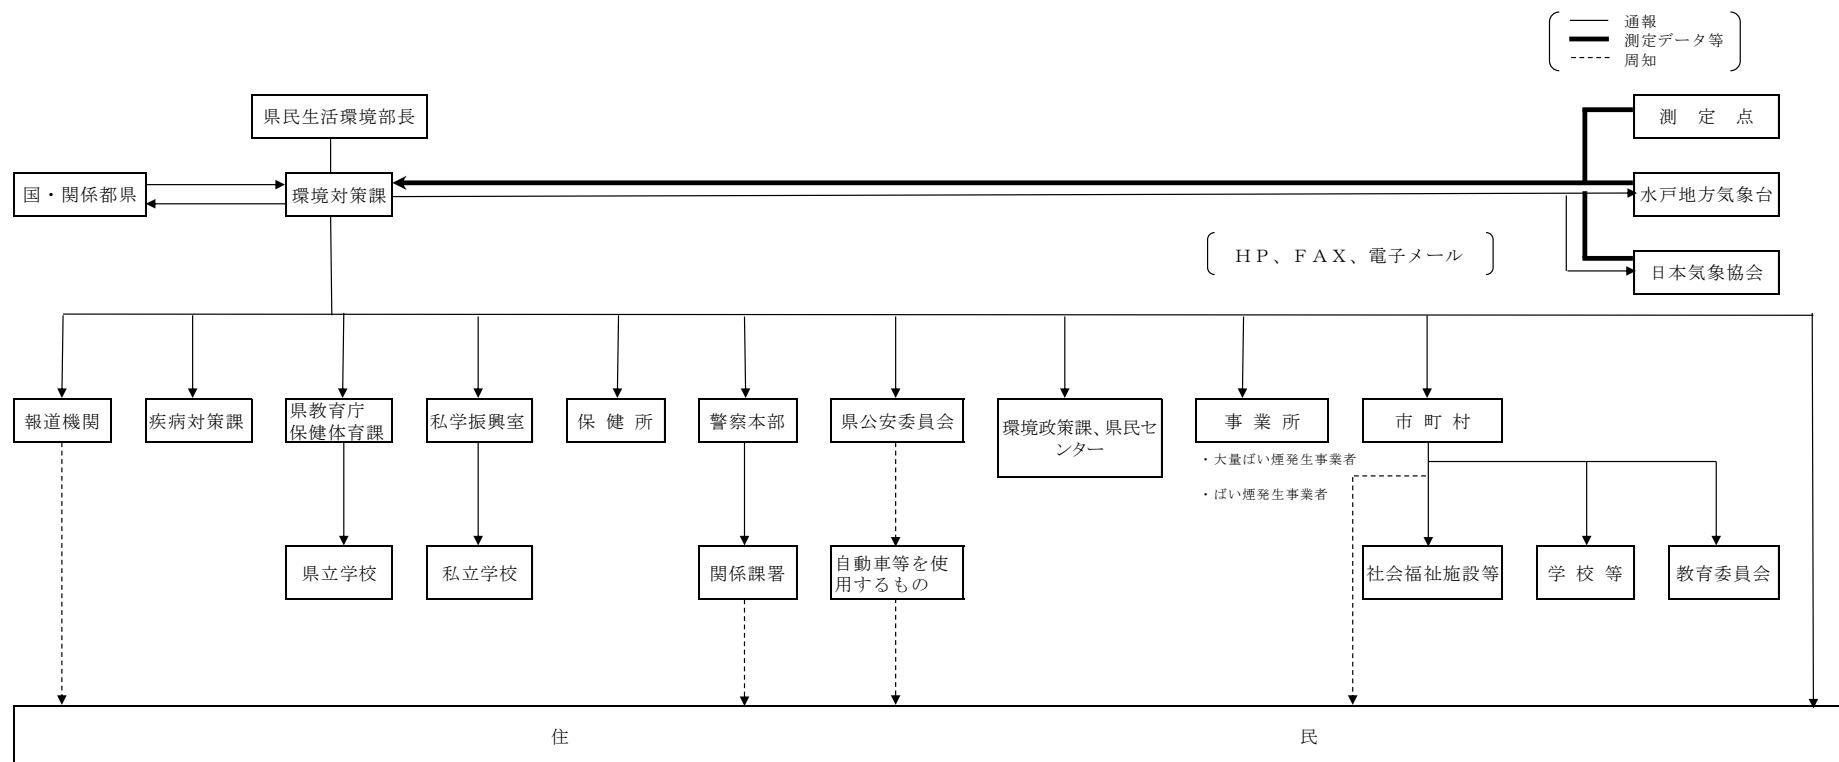 通報
測定データ等
周知
県民生活環境部長
測 定 点
国・関係都県
環境対策課
水戸地方気象台
HP、FAX、電子メール
日本気象協会
報道機関
疾病対策課
県教育庁
保健体育課
私学振興室
保 健 所
警察本部
県公安委員会
環境政策課、県民セ
ンター
事 業 所
市 町 村
・大量ばい煙発生事業者
・ばい煙発生事業者
県立学校
私立学校
関係課署
自動車等を使
用するもの
社会福祉施設等
学 校 等
教育委員会
住 民